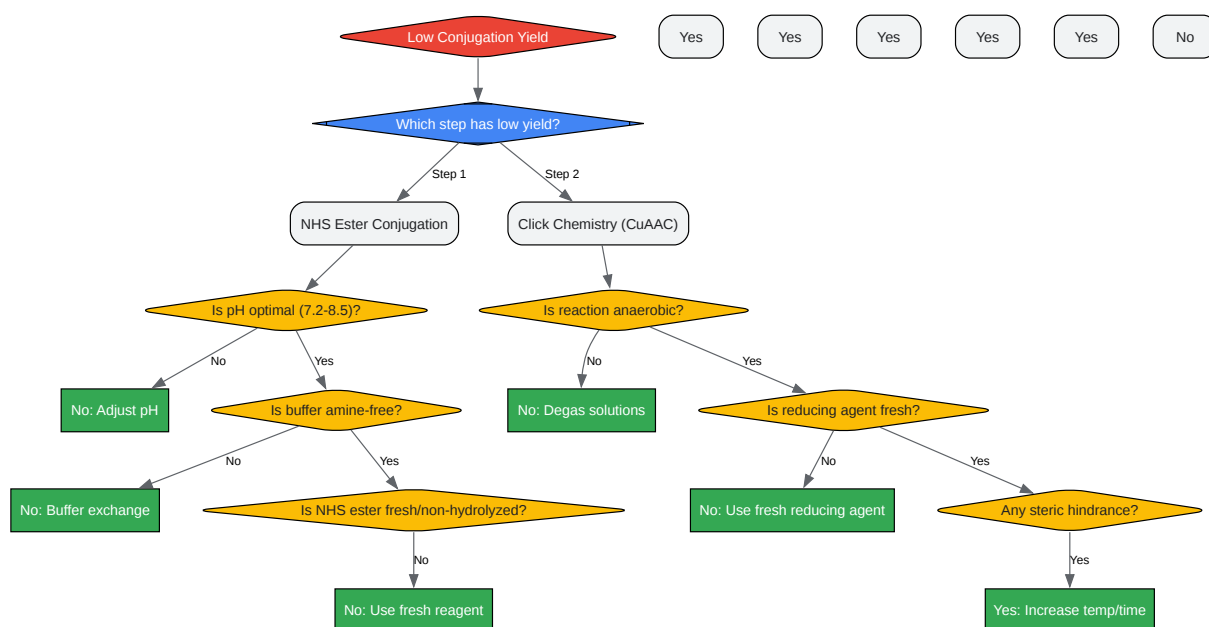 Low Conjugation Yield
Yes
Yes
Yes
Yes
Yes
No
Which step has low yield?
Step 1
Step 2
NHS Ester Conjugation
Click Chemistry (CuAAC)
Is pH optimal (7.2-8.5)?
Is reaction anaerobic?
No
Yes
No
Yes
No: Adjust pH
Is buffer amine-free?
No: Degas solutions
Is reducing agent fresh?
No
Yes
No
Yes
No: Buffer exchange
Is NHS ester fresh/non-hydrolyzed?
No: Use fresh reducing agent
Any steric hindrance?
No
Yes
No: Use fresh reagent
Yes: Increase temp/time